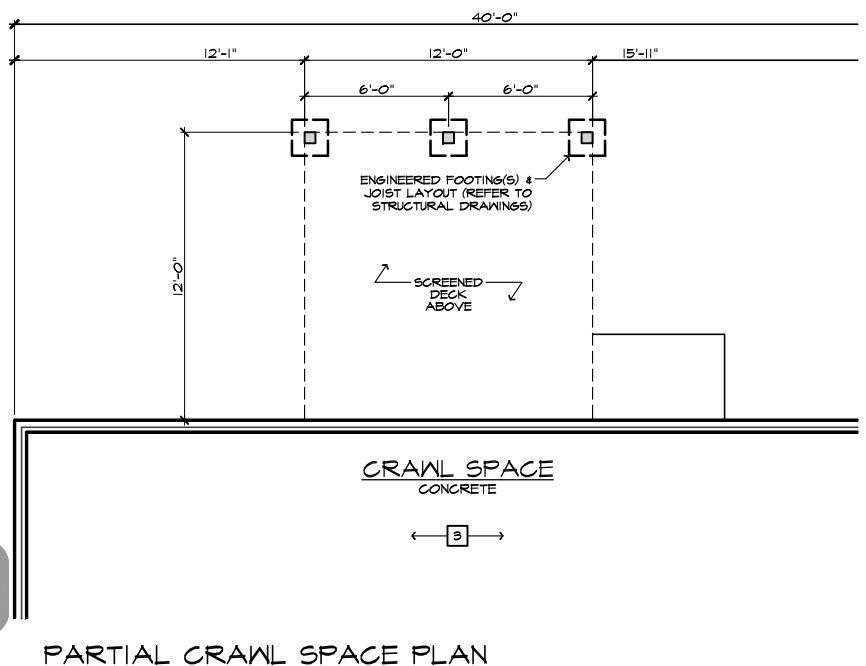 40'-0"
12'-1"
12'-0"
15'-11"
6'-0"
6'-0"
ENGINEERED FOOTING(S) &
JOIST LAYOUT (REFER TO
STRUCTURAL DRAWINGS)
12'-0"
SCREENED
DECK
ABOVE
CRAWL SPACE
CONCRETE
3
PARTIAL CRAWL SPACE PLAN